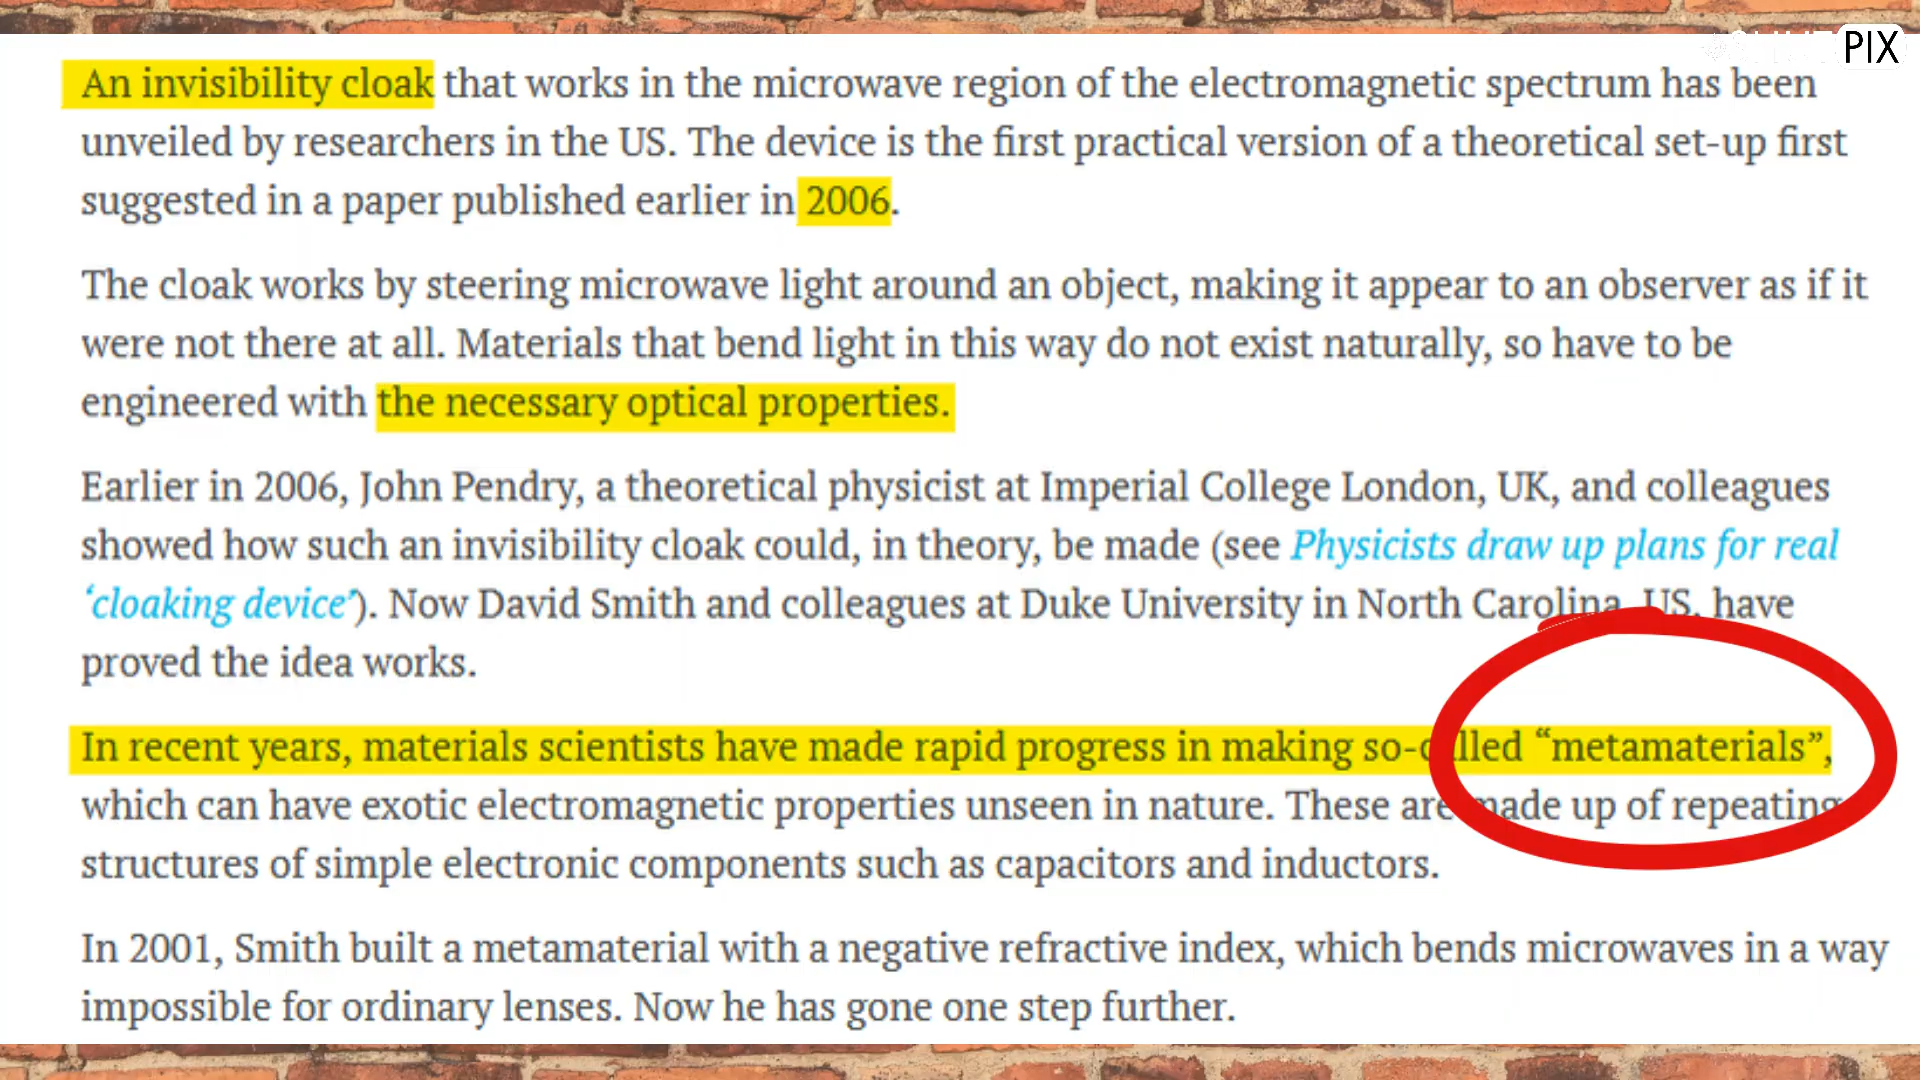 PIX
An invisibility cloak that works in the microwave region of the electromagnetic spectrum has been
unveiled by researchers in the US. The device is the first practical version of a theoretical set-up first
suggested in a paper published earlier in 2006.
The cloak works by steering microwave light around an object, making it appear to an observer as if it
were not there at all. Materials that bend light in this way do not exist naturally, so have to be
engineered with the necessary optical properties.
Earlier in 2006, John Pendry, a theoretical physicist at Imperial College London, UK, and colleagues
showed how such an invisibility cloak could, in theory, be made (see Physicists draw up plans for real
‘cloaking device’). Now David Smith and colleagues at Duke University in North Carolina, US, have
proved the idea works.
In recent years, materials scientists have made rapid progress in making so-called “metamaterials”,
which can have exotic electromagnetic properties unseen in nature. These are made up of repeating
structures of simple electronic components such as capacitors and inductors.
In 2001, Smith built a metamaterial with a negative refractive index, which bends microwaves in a way
impossible for ordinary lenses. Now he has gone one step further.